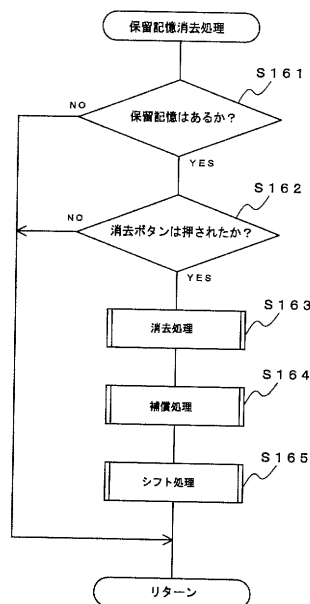 保留記憶消去処理
S161
NO
保留記憶はあるか?
YES
S162
NO
消去ボタンは押されたか?
YES
S163
消去処理
S164
補償処理
S165
シフト処理
リターン